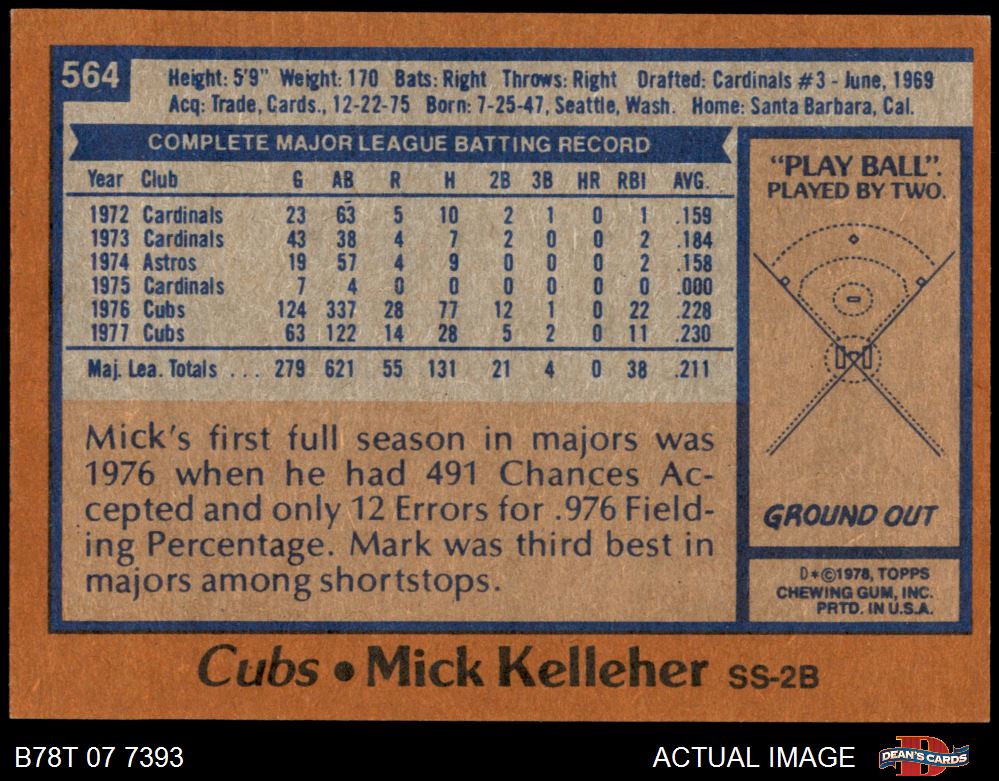 564
Height: 5'9" Weight: 170 Bats: Right Throws: Right Drafted: Cardinals #3 - June, 1969
Acq: Trade, Cards., 12-22-75 Born: 7-25-47, Seattle, Wash. Home: Santa Barbara, Cal.
COMPLETE MAJOR LEAGUE BATTING RECORD
Year Club G AB R H 2B 3B HR RBI AVG.
1972 Cardinals 23 63 5 10 2 1 0 1 .159
1973 Cardinals 43 38 4 7 2 0 0 2 .184
1974 Astros 19 57 4 9 0 0 0 2 .158
1975 Cardinals 7 4 0 0 0 0 0 0 .000
1976 Cubs 124 337 28 77 12 1 0 22 .228
1977 Cubs 63 122 14 28 5 2 0 11 .230
Maj. Lea. Totals . . . 279 621 55 131 21 4 0 38 .211
Mick's first full season in majors was
1976 when he had 491 Chances Ac-
cepted and only 12 Errors for .976 Field-
ing Percentage. Mark was third best in
majors among shortstops.
"PLAY BALL".
PLAYED BY TWO.
GROUND OUT
D*©1978, TOPPS
CHEWING GUM, INC.
PRTD. IN U.S.A.
Cubs • Mick Kelleher SS-2B
B78T 07 7393
ACTUAL IMAGE
DEAN'S CARDS